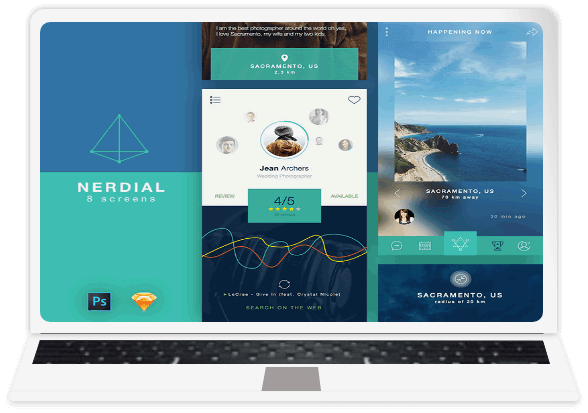 NERDIAL
8 screens
Ps
I am the best photographer around the world oh yes,
I love Sacramento, my wife and my two kids.
SACRAMENTO, US
2,3 km
Jean Archers
Wedding Photographer
REVIEW
4/5
AVAILABLE
LeCrae - Give In (feat. Crystal Nicole)
SEARCH ON THE WEB
HAPPENING NOW
SACRAMENTO, US
78 km away
20 min ago
SACRAMENTO, US
radius of 20 km